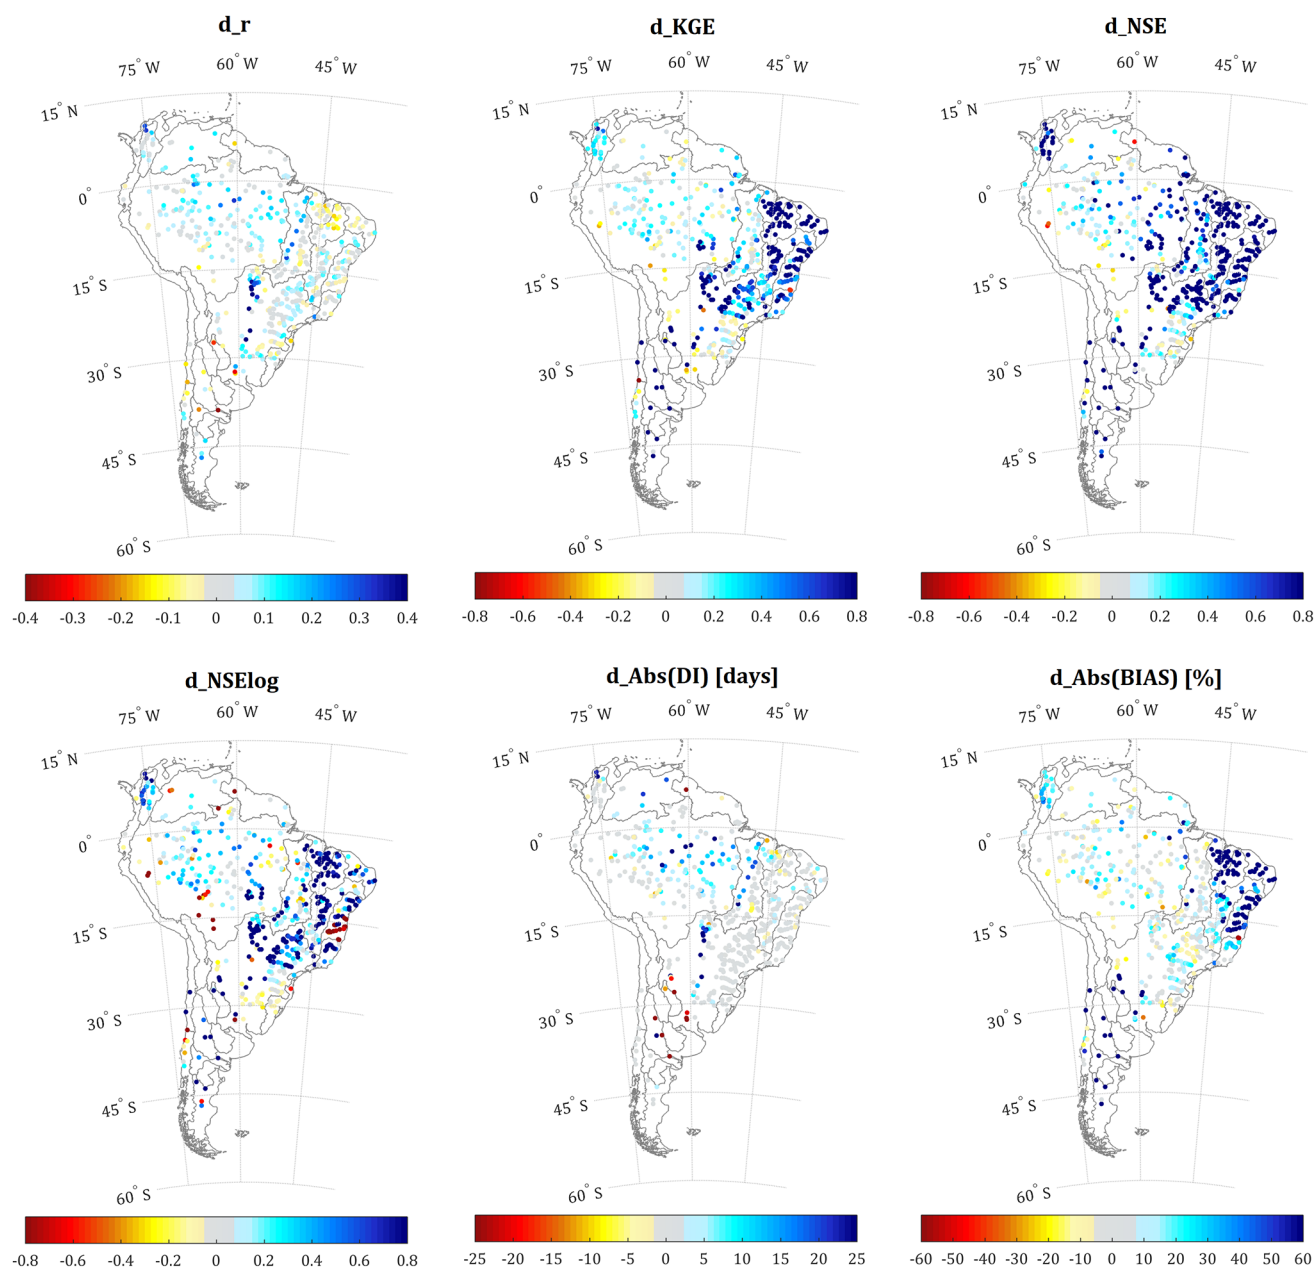 d_r
d_KGE
d_NSE
75° W 60° W 45° W
75° W 60° W 45° W
75° W 60° W 45° W
15° N
0°
15° S
30° S
45° S
60° S
15° N
0°
15° S
30° S
45° S
60° S
15° N
0°
15° S
30° S
45° S
60° S
-0.4 -0.3 -0.2 -0.1 0 0.1 0.2 0.3 0.4
-0.8 -0.6 -0.4 -0.2 0 0.2 0.4 0.6 0.8
-0.8 -0.6 -0.4 -0.2 0 0.2 0.4 0.6 0.8
d_NSElog
d_Abs(DI) [days]
d_Abs(BIAS) [%]
75° W 60° W 45° W
75° W 60° W 45° W
75° W 60° W 45° W
15° N
0°
15° S
30° S
45° S
60° S
15° N
0°
15° S
30° S
45° S
60° S
15° N
0°
15° S
30° S
45° S
60° S
-0.8 -0.6 -0.4 -0.2 0 0.2 0.4 0.6 0.8
-25 -20 -15 -10 -5 0 5 10 15 20 25
-60 -50 -40 -30 -20 -10 0 10 20 30 40 50 60